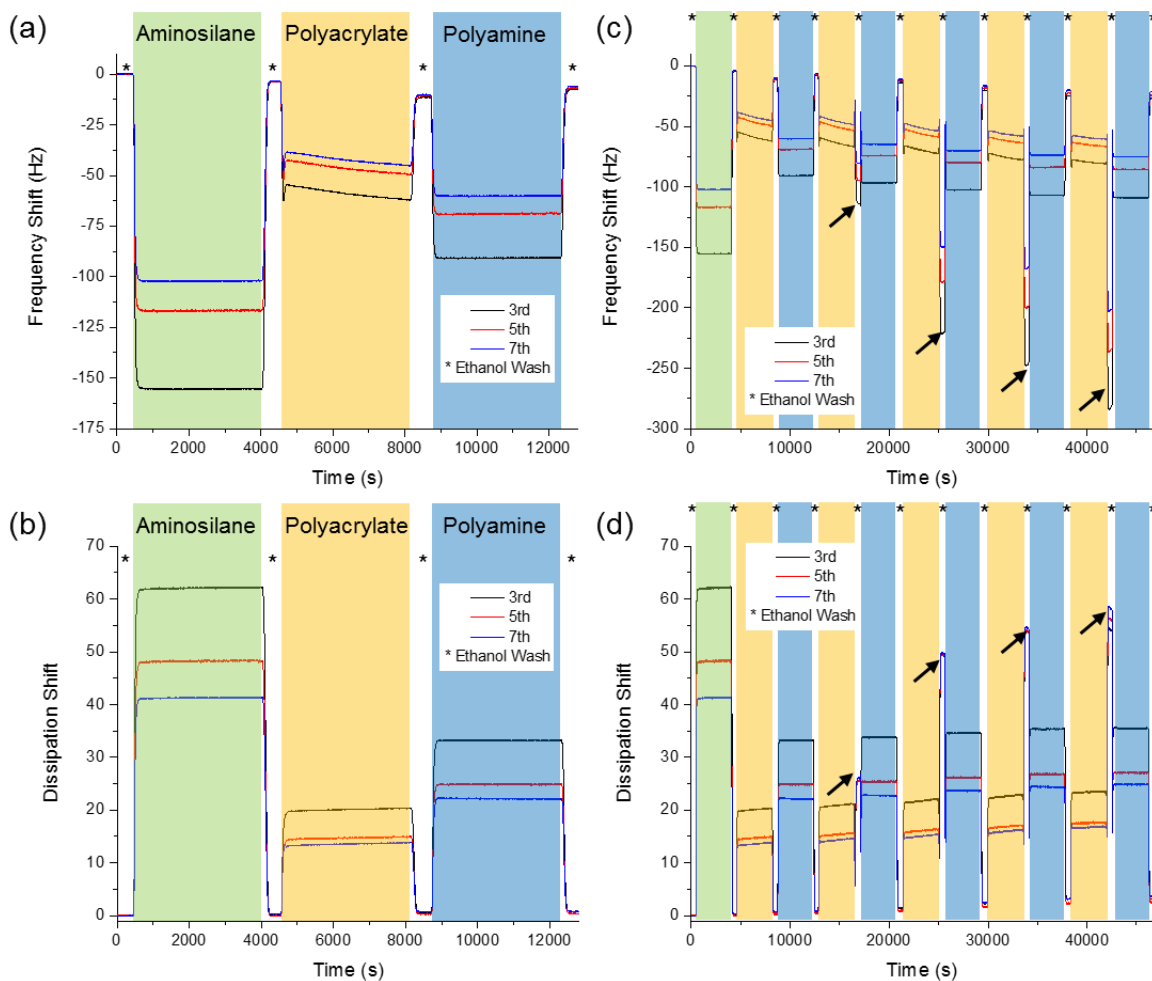 (a)
Aminosilane Polyacrylate Polyamine
* * * *
0
-25
-50
-75
-100
-125
-150
-175
Frequency Shift (Hz)
3rd
5th
7th
* Ethanol Wash
0 2000 4000 6000 8000 10000 12000
Time (s)
(c)
* * * * * * * * * * * *
0
-50
-100
-150
-200
-250
-300
Frequency Shift (Hz)
3rd
5th
7th
* Ethanol Wash
0 10000 20000 30000 40000
Time (s)
(b)
Aminosilane Polyacrylate Polyamine
* * * *
70
60
50
40
30
20
10
0
Dissipation Shift
3rd
5th
7th
* Ethanol Wash
0 2000 4000 6000 8000 10000 12000
Time (s)
(d)
* * * * * * * * * * * *
70
60
50
40
30
20
10
0
Dissipation Shift
3rd
5th
7th
* Ethanol Wash
0 10000 20000 30000 40000
Time (s)